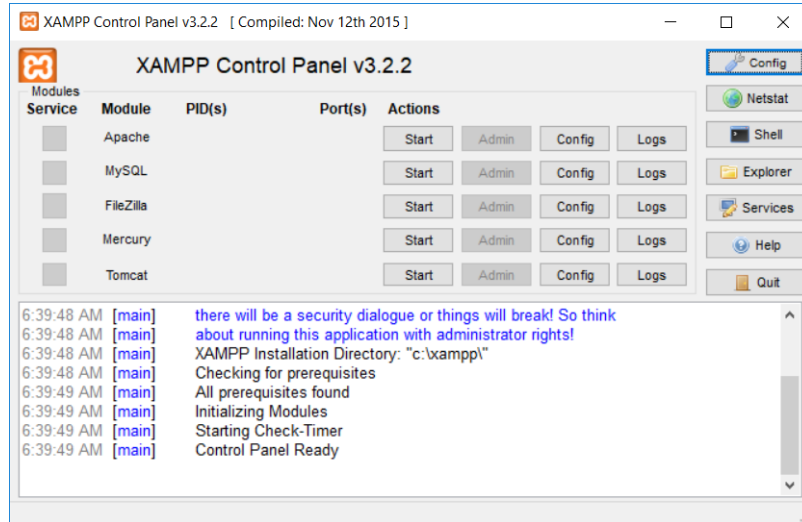 XAMPP Control Panel v3.2.2 [ Compiled: Nov 12th 2015 ]
XAMPP Control Panel v3.2.2
Config
Modules
Service Module PID(s) Port(s) Actions
Netstat
Apache Start Admin Config Logs
Shell
MySQL Start Admin Config Logs
Explorer
FileZilla Start Admin Config Logs
Services
Mercury Start Admin Config Logs
Help
Tomcat Start Admin Config Logs
Quit
6:39:48 AM [main] there will be a security dialogue or things will break! So think
6:39:48 AM [main] about running this application with administrator rights!
6:39:48 AM [main] XAMPP Installation Directory: "c:\xampp\"
6:39:48 AM [main] Checking for prerequisites
6:39:49 AM [main] All prerequisites found
6:39:49 AM [main] Initializing Modules
6:39:49 AM [main] Starting Check-Timer
6:39:49 AM [main] Control Panel Ready